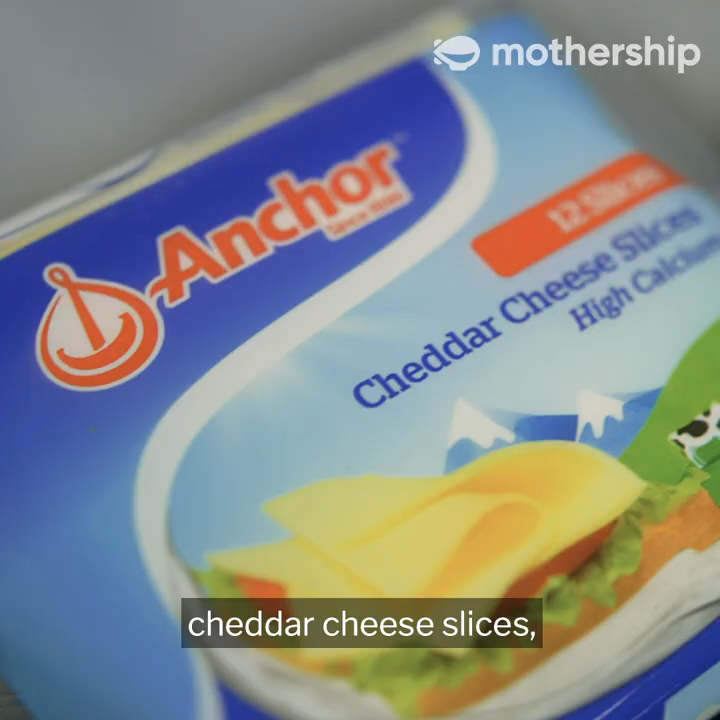 mothership
Anchor
12 Slices
Cheddar Cheese Slices
High Calcium
cheddar cheese slices,